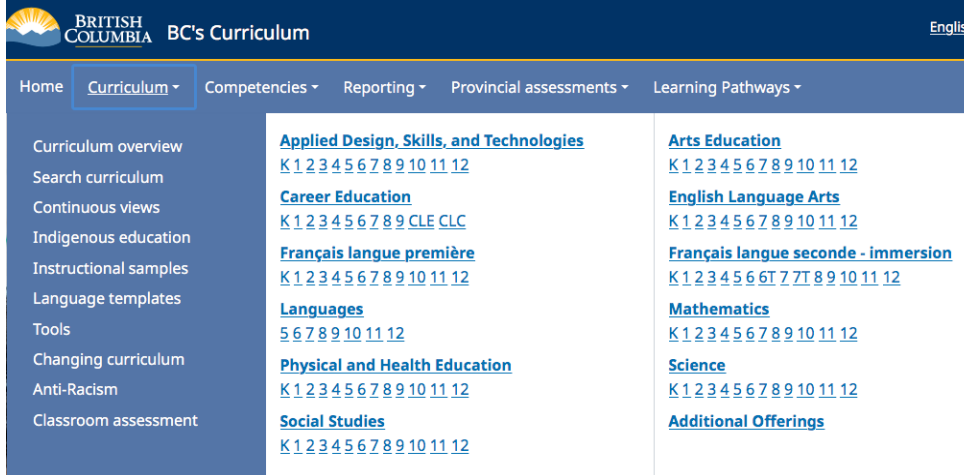 BRITISH
COLUMBIA
BC's Curriculum
Home Curriculum Competencies Reporting Provincial assessments Learning Pathways
Curriculum overview
Search curriculum
Continuous views
Indigenous education
Instructional samples
Language templates
Tools
Changing curriculum
Anti-Racism
Classroom assessment
Applied Design, Skills, and Technologies
K 1 2 3 4 5 6 7 8 9 10 11 12
Career Education
K 1 2 3 4 5 6 7 8 9 CLE CLC
Français langue première
K 1 2 3 4 5 6 7 8 9 10 11 12
Languages
5 6 7 8 9 10 11 12
Physical and Health Education
K 1 2 3 4 5 6 7 8 9 10 11 12
Social Studies
K 1 2 3 4 5 6 7 8 9 10 11 12
Arts Education
K 1 2 3 4 5 6 7 8 9 10 11 12
English Language Arts
K 1 2 3 4 5 6 7 8 9 10 11 12
Français langue seconde - immersion
K 1 2 3 4 5 6 6T 7 7T 8 9 10 11 12
Mathematics
K 1 2 3 4 5 6 7 8 9 10 11 12
Science
K 1 2 3 4 5 6 7 8 9 10 11 12
Additional Offerings